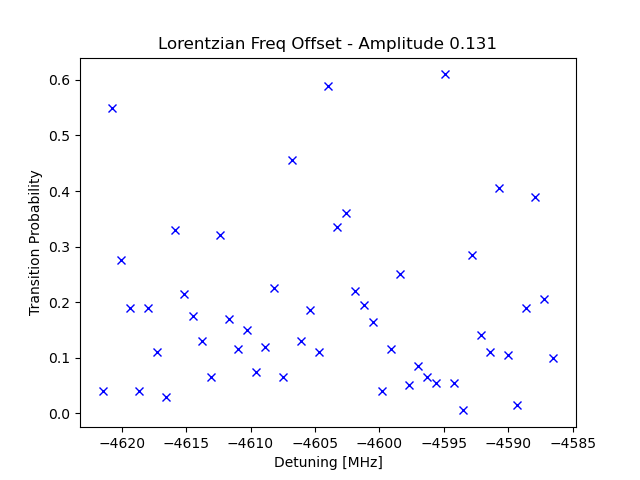 Lorentzian Freq Offset - Amplitude 0.131
Transition Probability
0.6
0.5
0.4
0.3
0.2
0.1
0.0
−4620 −4615 −4610 −4605 −4600 −4595 −4590 −4585
Detuning [MHz]